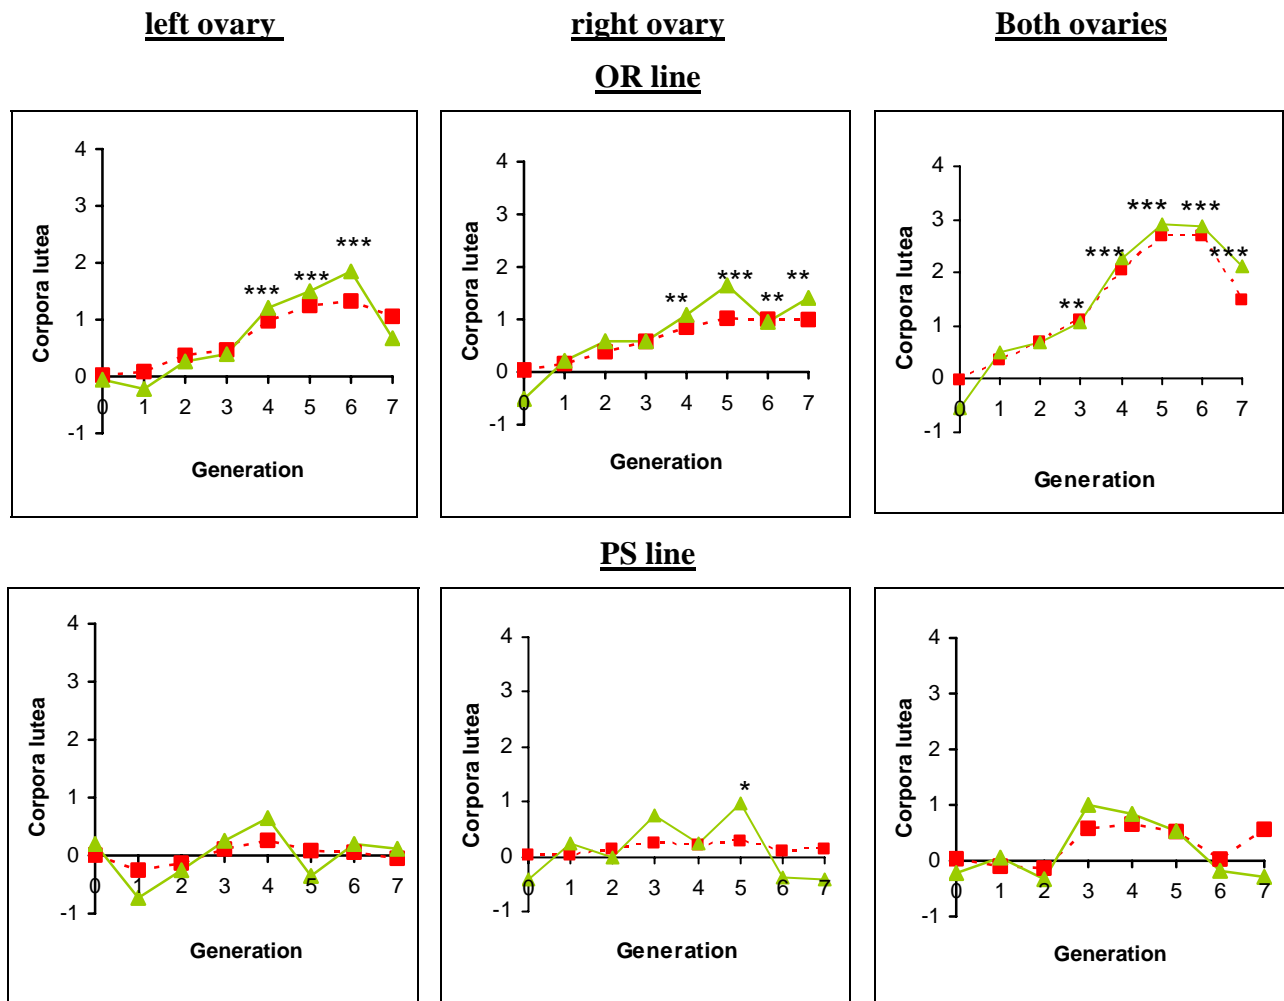 left ovary right ovary Both ovaries
OR line
4
3
2
1
0
-1
0 1 2 3 4 5 6 7
*** *** ***
Corpora lutea
Generation
4
3
2
1
0
-1
0 1 2 3 4 5 6 7
** *** ** **
Corpora lutea
Generation
4
3
2
1
0
-1
0 1 2 3 4 5 6 7
** *** *** *** ***
Corpora lutea
Generation
PS line
4
3
2
1
0
-1
0 1 2 3 4 5 6 7
Corpora lutea
Generation
4
3
2
1
0
-1
0 1 2 3 4 5 6 7
*
Corpora lutea
Generation
4
3
2
1
0
-1
0 1 2 3 4 5 6 7
Corpora lutea
Generation